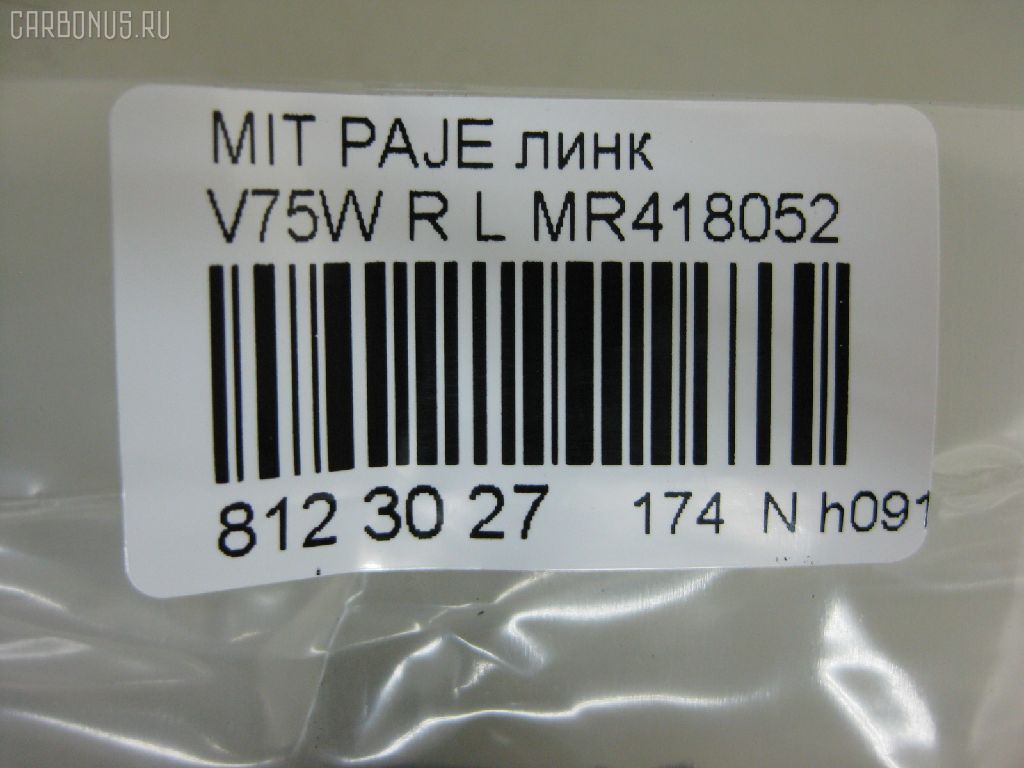 CARBONUS.RU
MIT PAJE линк
V75W R L MR418052
812 30 27 174 N h091